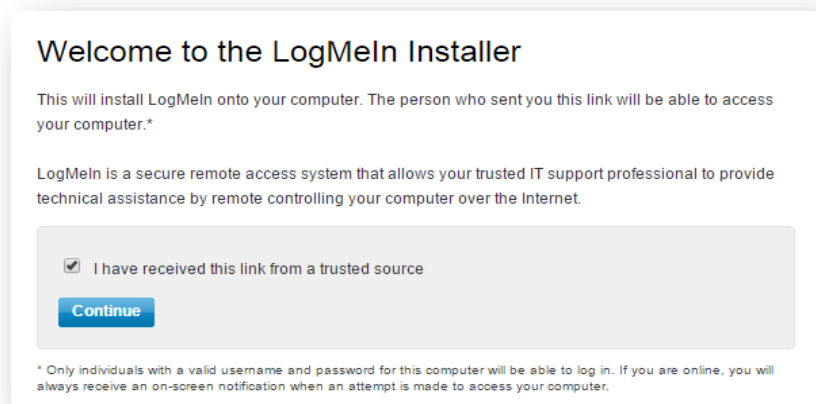 Welcome to the LogMeIn Installer
This will install LogMeIn onto your computer. The person who sent you this link will be able to access
your computer.*
LogMeIn is a secure remote access system that allows your trusted IT support professional to provide
technical assistance by remote controlling your computer over the Internet.
I have received this link from a trusted source
Continue
* Only individuals with a valid username and password for this computer will be able to log in. If you are online, you will
always receive an on-screen notification when an attempt is made to access your computer.